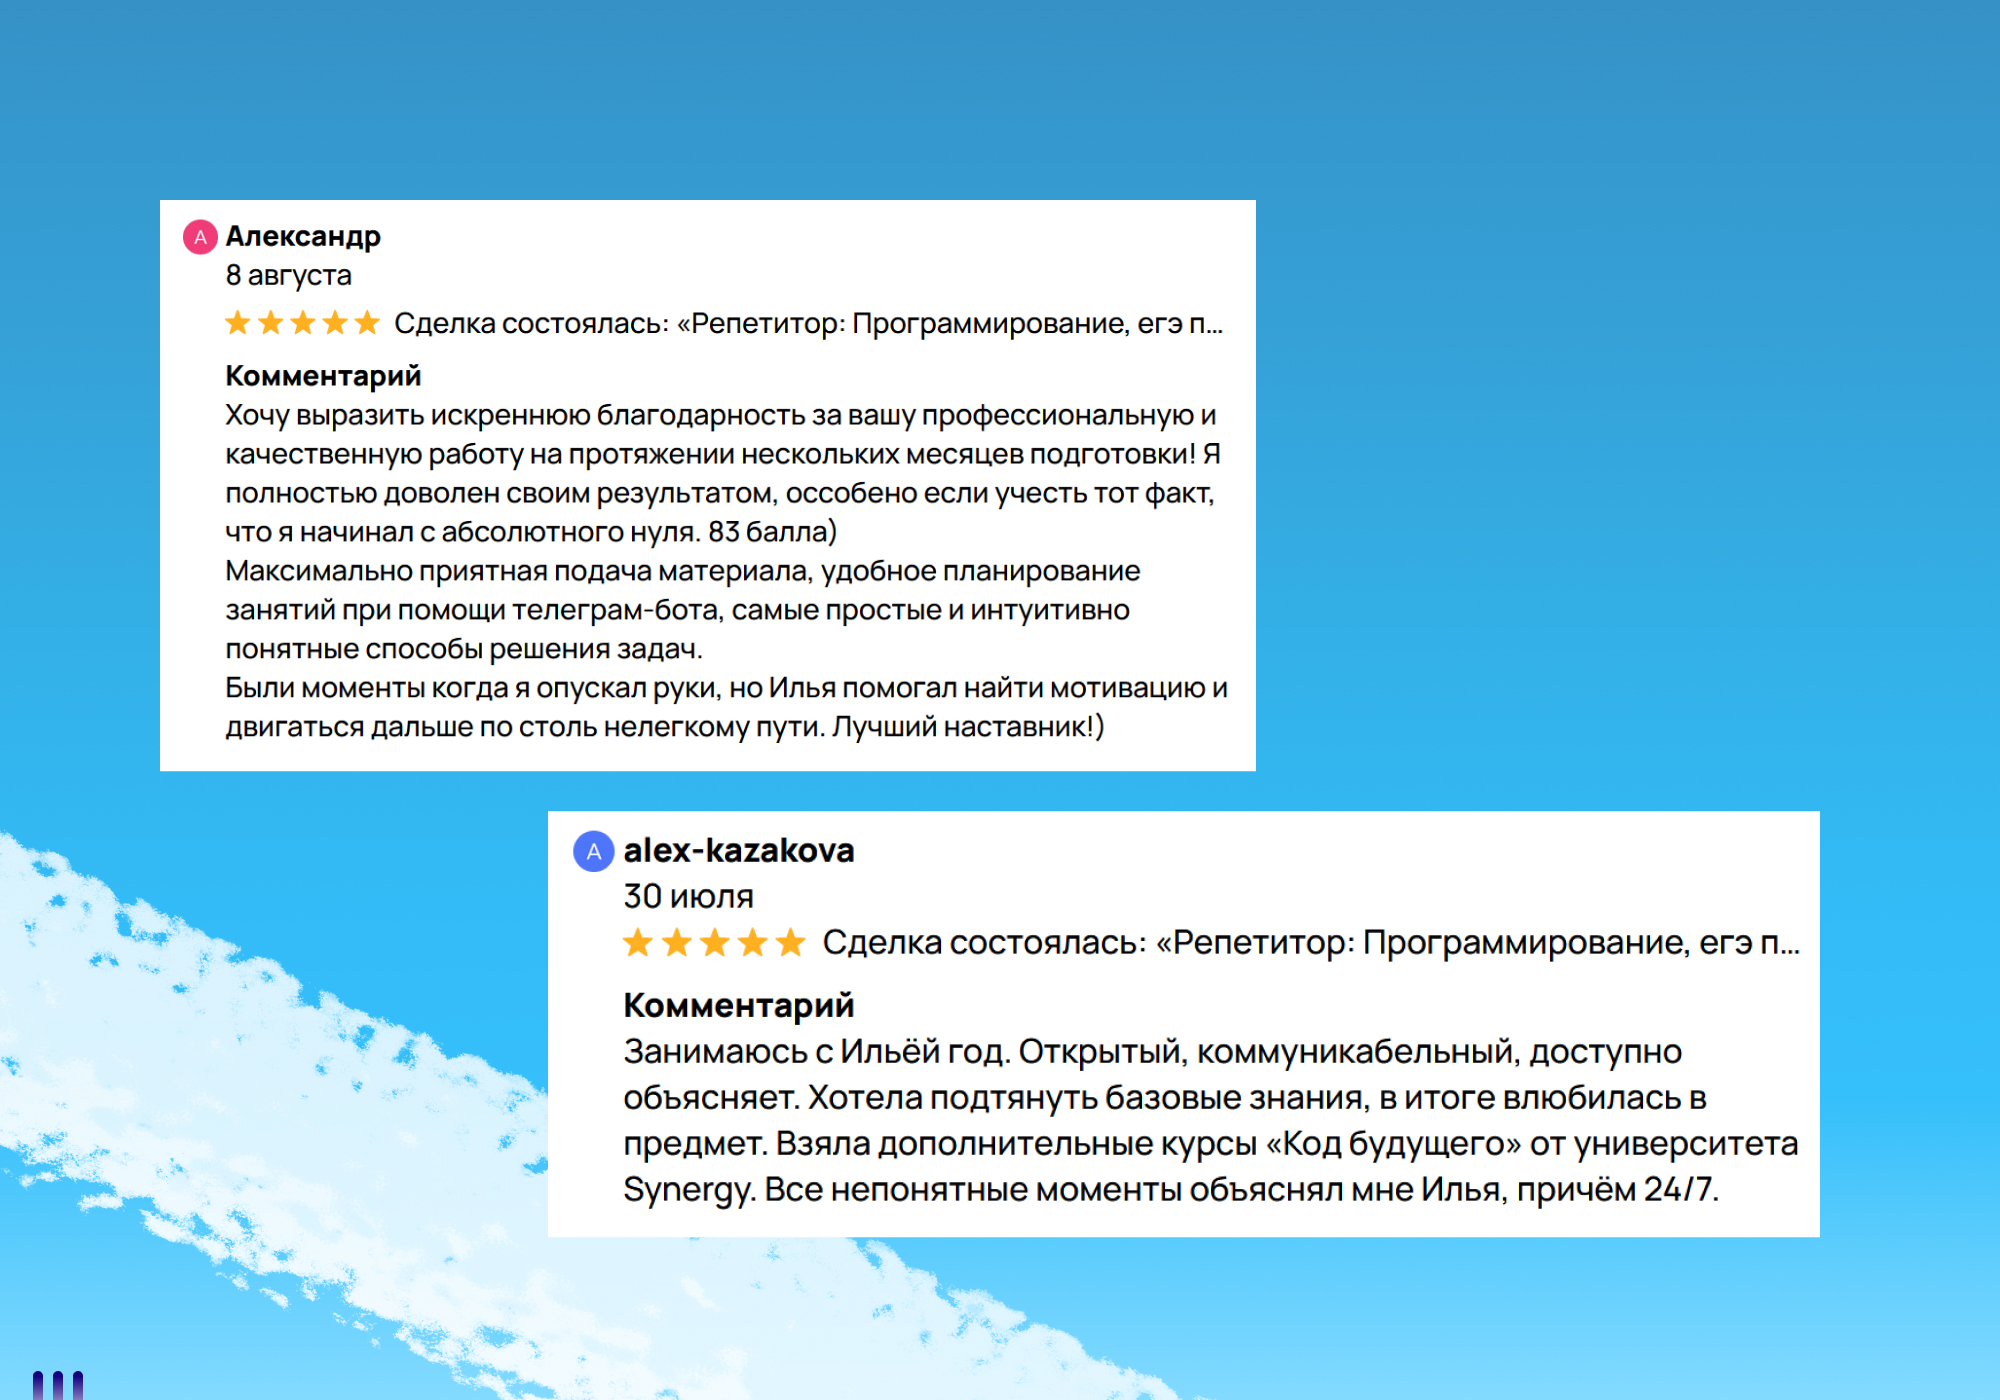 А Александр
8 августа
Сделка состоялась: «Репетитор: Программирование, егэ п...
Комментарий
Хочу выразить искреннюю благодарность за вашу профессиональную и
качественную работу на протяжении нескольких месяцев подготовки! Я
полностью доволен своим результатом, оссобено если учесть тот факт,
что я начинал с абсолютного нуля. 83 балла)
Максимально приятная подача материала, удобное планирование
занятий при помощи телеграм-бота, самые простые и интуитивно
понятные способы решения задач.
Были моменты когда я опускал руки, но Илья помогал найти мотивацию и
двигаться дальше по столь нелегкому пути. Лучший наставник!)
A alex-kazakova
30 июля
Сделка состоялась: «Репетитор: Программирование, егэ п...
Комментарий
Занимаюсь с Ильёй год. Открытый, коммуникабельный, доступно
объясняет. Хотела подтянуть базовые знания, в итоге влюбилась в
предмет. Взяла дополнительные курсы «Код будущего» от университета
Synergy. Все непонятные моменты объяснял мне Илья, причём 24/7.